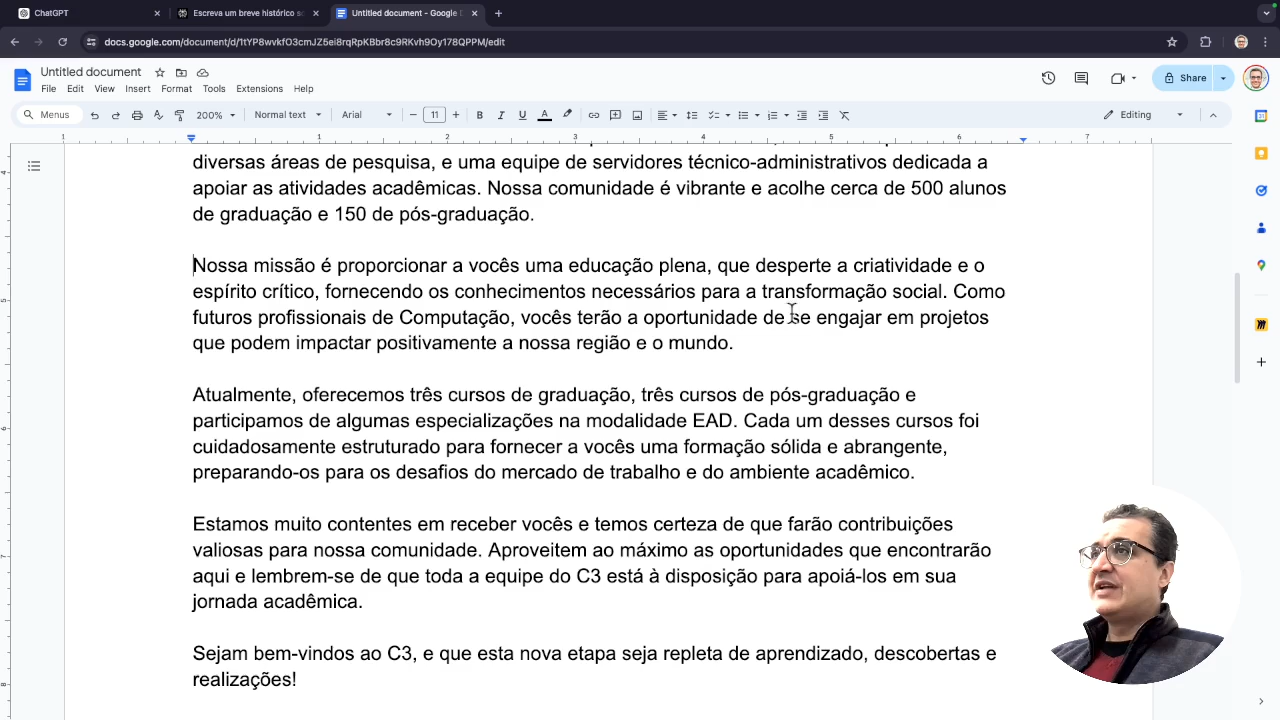 ChatGPT
Escreva um breve histórico so
Untitled document - Google D
docs.google.com/document/d/1tYP8wvkfO3cmJZ5ei8rqRpKBbr8c9RKvh9Oy178QPPM/edit
Untitled document
File Edit View Insert Format Tools Extensions Help
Share
Menus
200%
Normal text
Arial
11
Editing
1 1 2 3 4 5 6 7
diversas áreas de pesquisa, e uma equipe de servidores técnico-administrativos dedicada a
apoiar as atividades acadêmicas. Nossa comunidade é vibrante e acolhe cerca de 500 alunos
de graduação e 150 de pós-graduação.
Nossa missão é proporcionar a vocês uma educação plena, que desperte a criatividade e o
espírito crítico, fornecendo os conhecimentos necessários para a transformação social. Como
futuros profissionais de Computação, vocês terão a oportunidade de se engajar em projetos
que podem impactar positivamente a nossa região e o mundo.
Atualmente, oferecemos três cursos de graduação, três cursos de pós-graduação e
participamos de algumas especializações na modalidade EAD. Cada um desses cursos foi
cuidadosamente estruturado para fornecer a vocês uma formação sólida e abrangente,
preparando-os para os desafios do mercado de trabalho e do ambiente acadêmico.
Estamos muito contentes em receber vocês e temos certeza de que farão contribuições
valiosas para nossa comunidade. Aproveitem ao máximo as oportunidades que encontrarão
aqui e lembrem-se de que toda a equipe do C3 está à disposição para apoiá-los em sua
jornada acadêmica.
Sejam bem-vindos ao C3, e que esta nova etapa seja repleta de aprendizado, descobertas e
realizações!